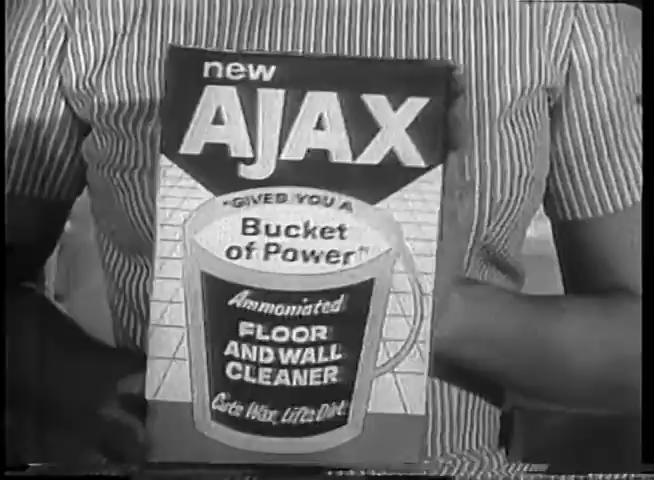 new
AJAX
"GIVES YOU A
Bucket
of Power"
Ammoniated
FLOOR
AND WALL
CLEANER
Cuts Wax, Lifts Dirt